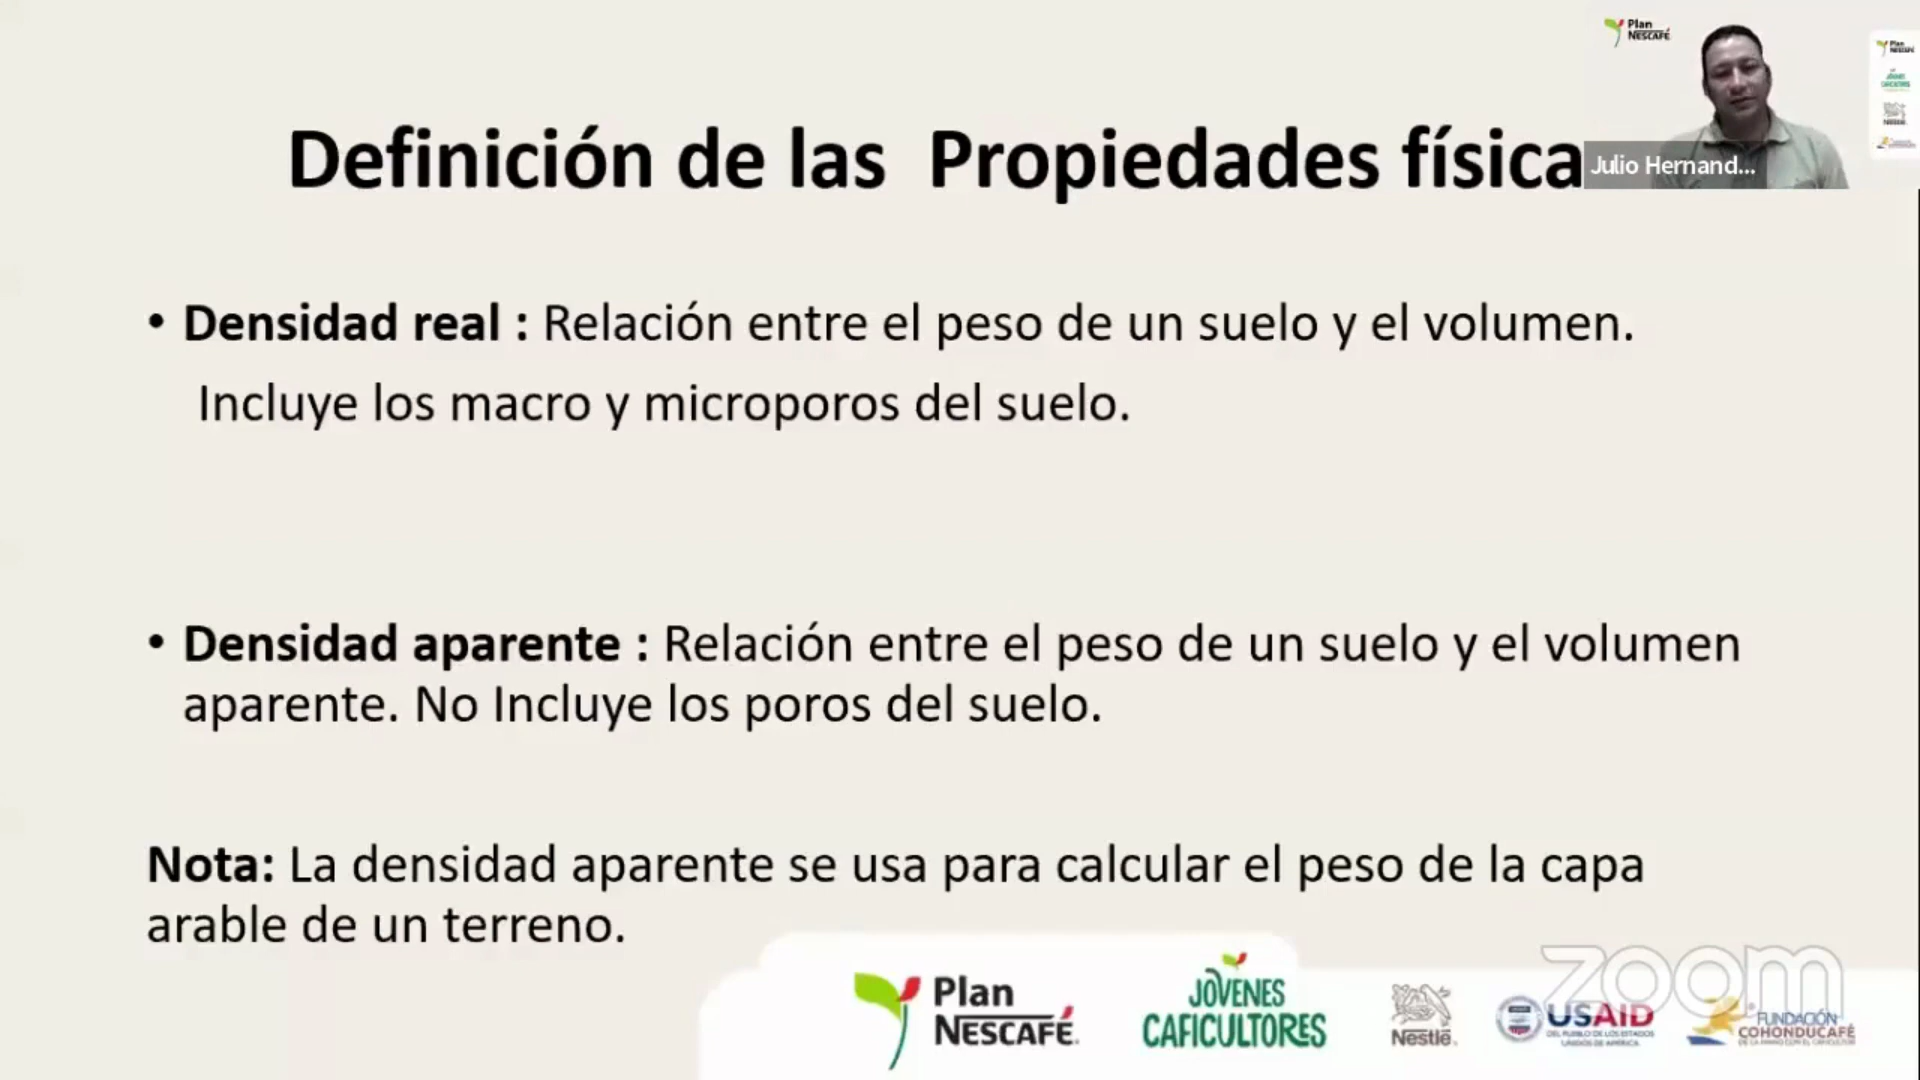 Plan
NESCAFÉ
Definición de las Propiedades física
Julio Hernand...
• Densidad real : Relación entre el peso de un suelo y el volumen.
Incluye los macro y microporos del suelo.
• Densidad aparente : Relación entre el peso de un suelo y el volumen
aparente. No Incluye los poros del suelo.
Nota: La densidad aparente se usa para calcular el peso de la capa
arable de un terreno.
zoom
Plan
NESCAFÉ
JÓVENES
CAFICULTORES
Nestlé
USAID
DEL PUEBLO DE LOS ESTADOS
UNIDOS DE AMÉRICA
FUNDACIÓN
COHONDUCAFÉ